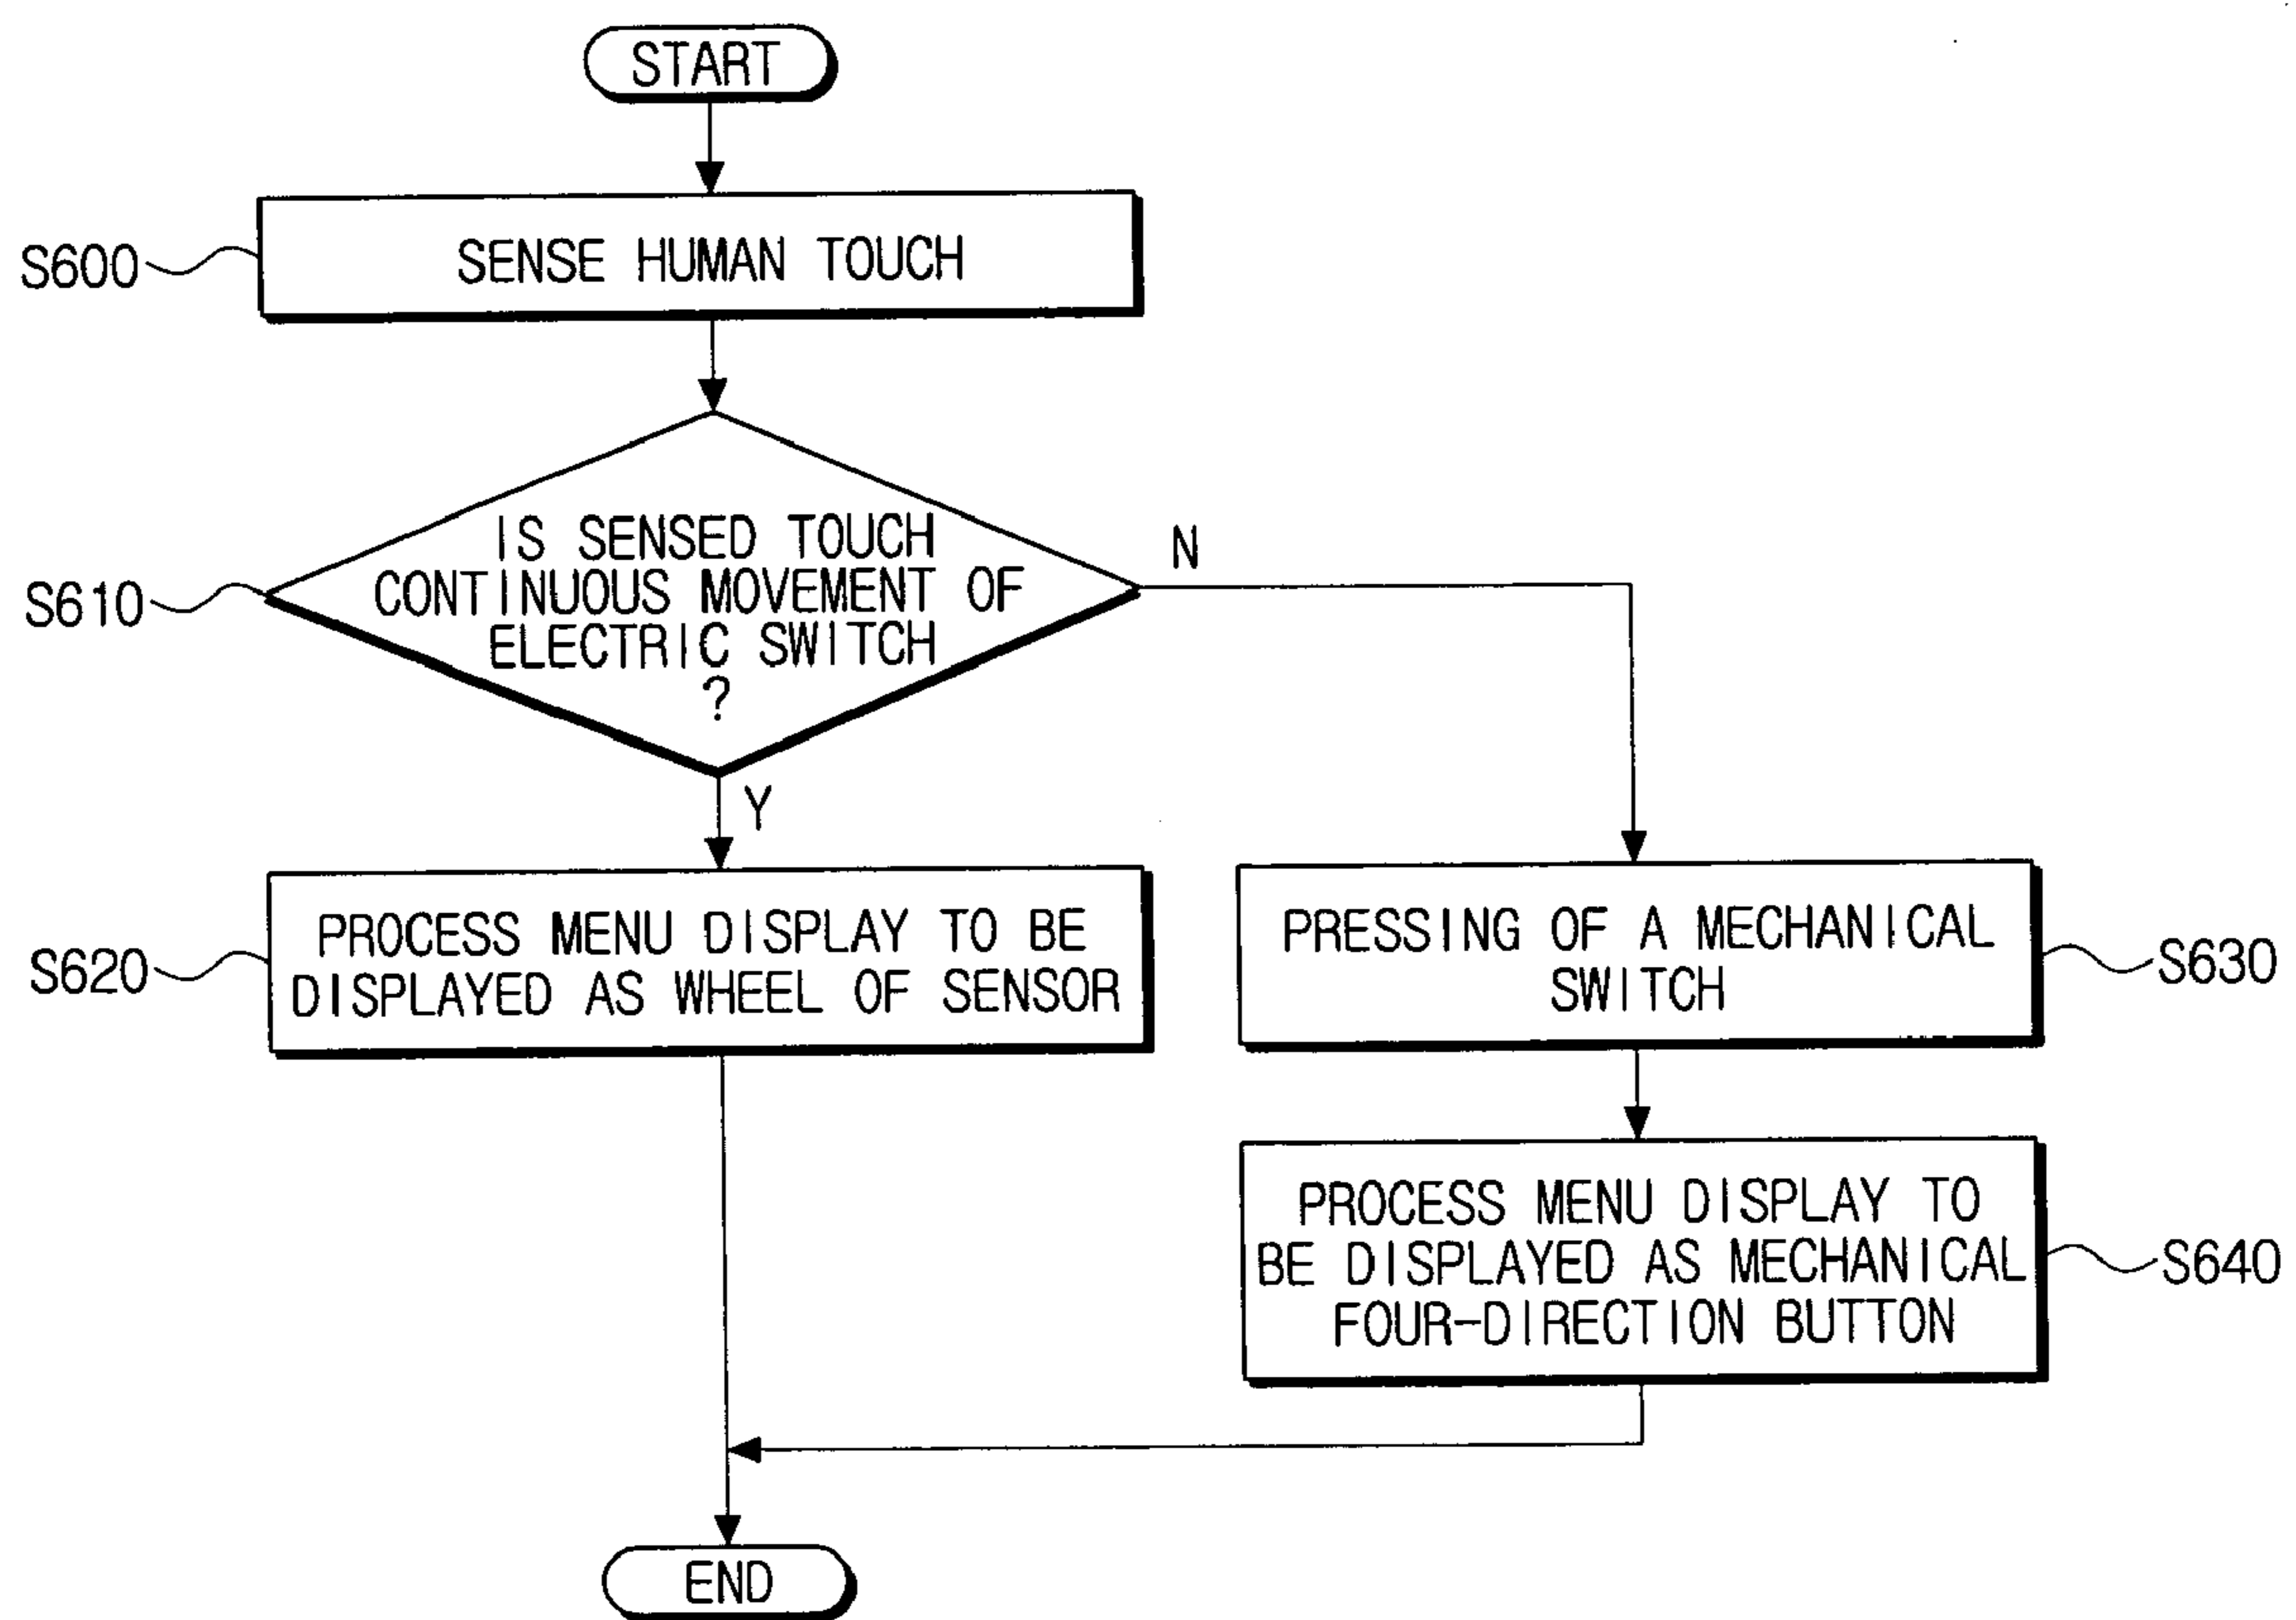 START
S600
SENSE HUMAN TOUCH
S610
IS SENSED TOUCH
CONTINUOUS MOVEMENT OF
ELECTRIC SWITCH
?
N
Y
S620
PROCESS MENU DISPLAY TO BE
DISPLAYED AS WHEEL OF SENSOR
PRESSING OF A MECHANICAL
SWITCH
S630
PROCESS MENU DISPLAY TO
BE DISPLAYED AS MECHANICAL
FOUR-DIRECTION BUTTON
S640
END